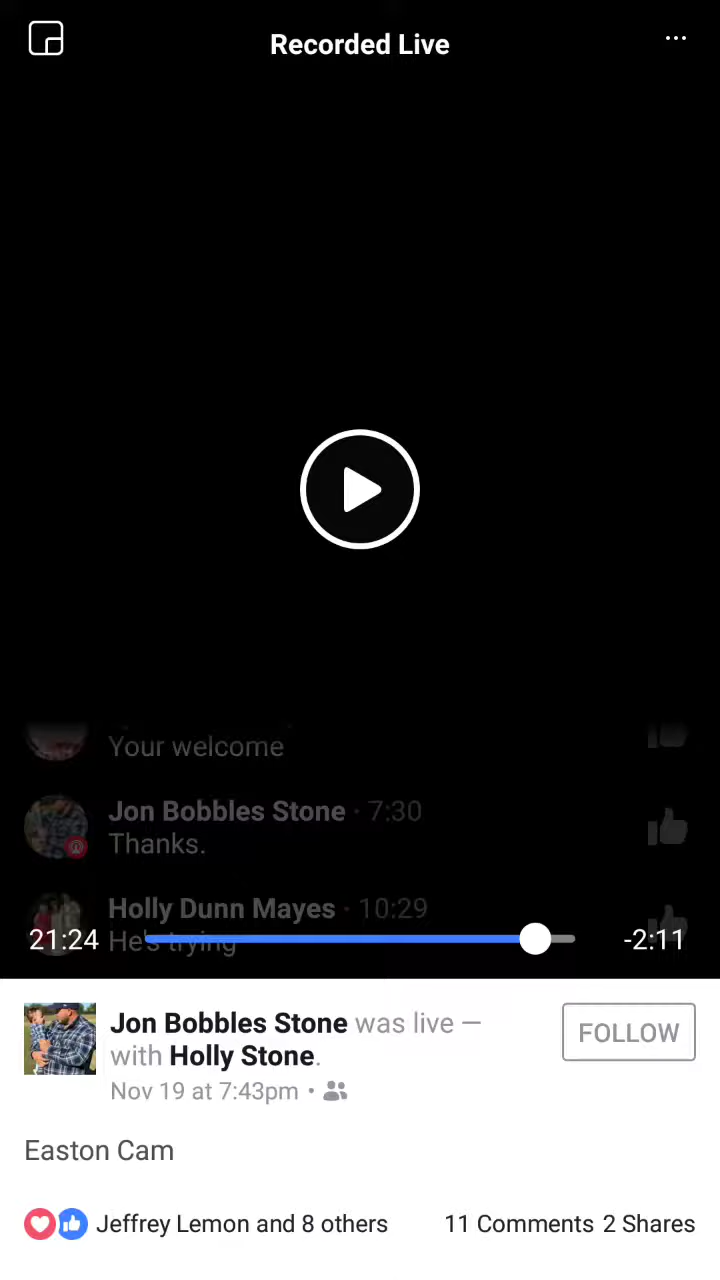 Recorded Live
Your welcome
Jon Bobbles Stone · 7:30
Thanks.
Holly Dunn Mayes · 10:29
21:24 He's trying -2:11
Jon Bobbles Stone was live — FOLLOW
with Holly Stone.
Nov 19 at 7:43pm •
Easton Cam
Jeffrey Lemon and 8 others 11 Comments 2 Shares